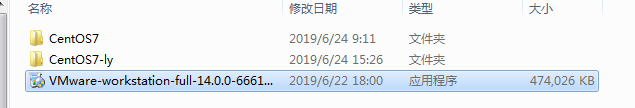 名称 修改日期 类型 大小
CentOS7 2019/6/24 9:11 文件夹
CentOS7-ly 2019/6/24 15:26 文件夹
VMware-workstation-full-14.0.0-6661... 2019/6/22 18:00 应用程序 474,026 KB